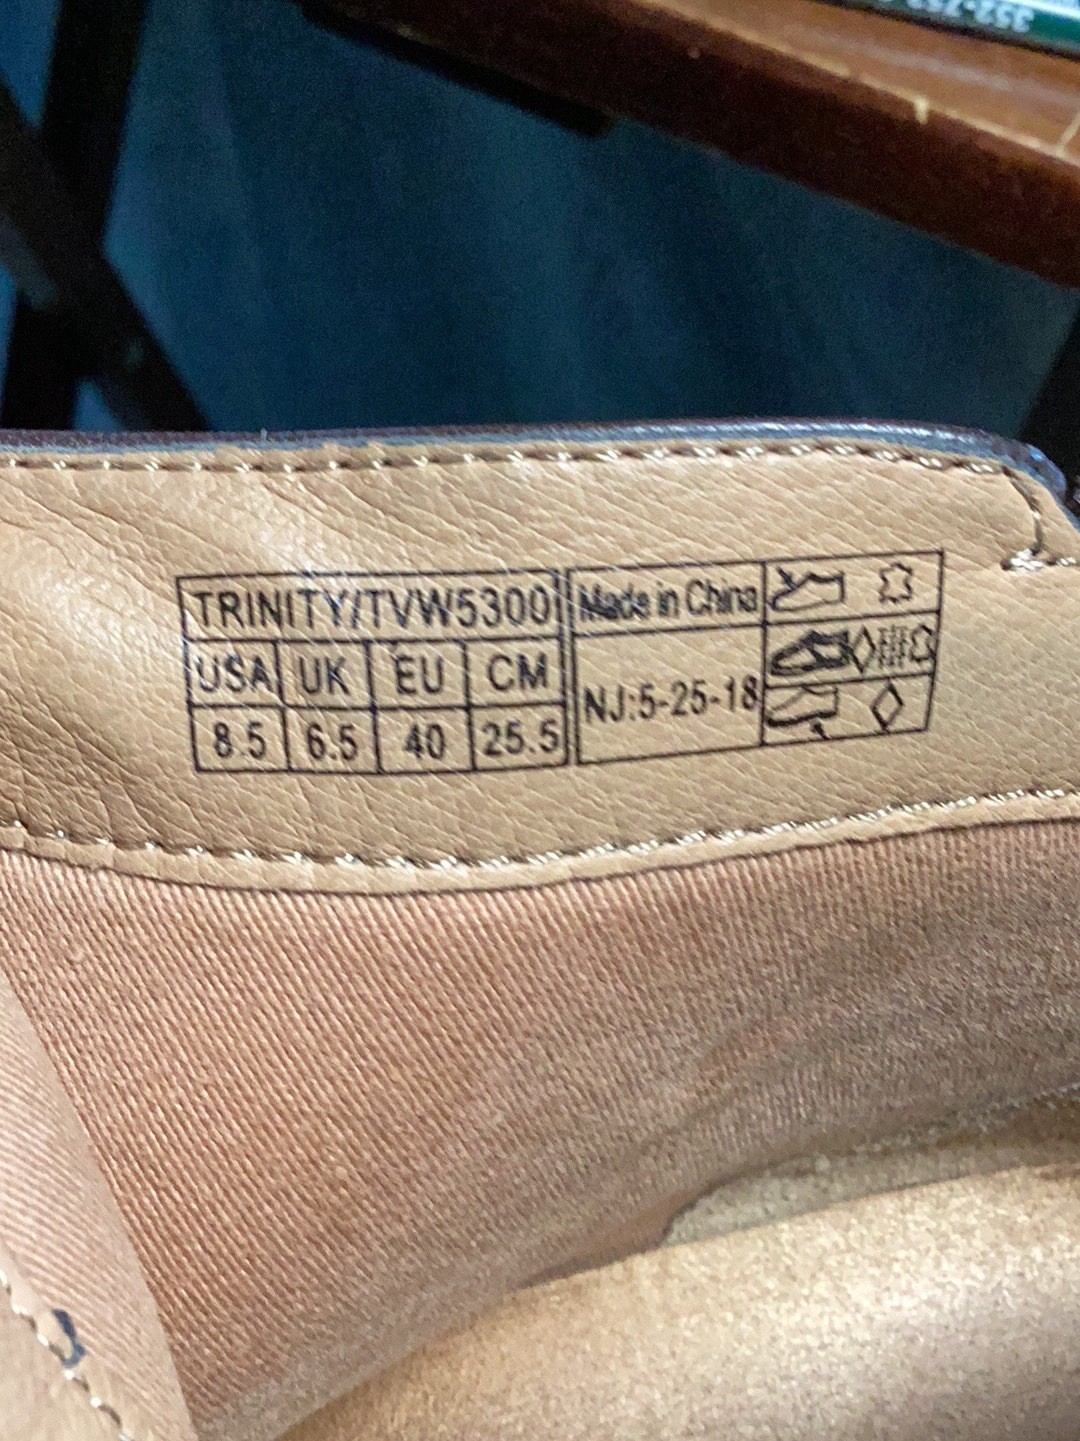 TRINITY/TVW5300
USA UK EU CM
8.5 6.5 40 25.5
Made in China
NJ:5-25-18